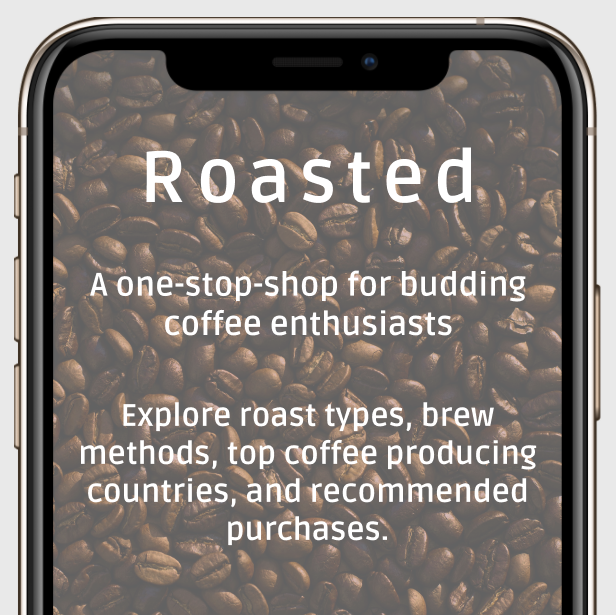 Roasted
A one-stop-shop for budding
coffee enthusiasts
Explore roast types, brew
methods, top coffee producing
countries, and recommended
purchases.